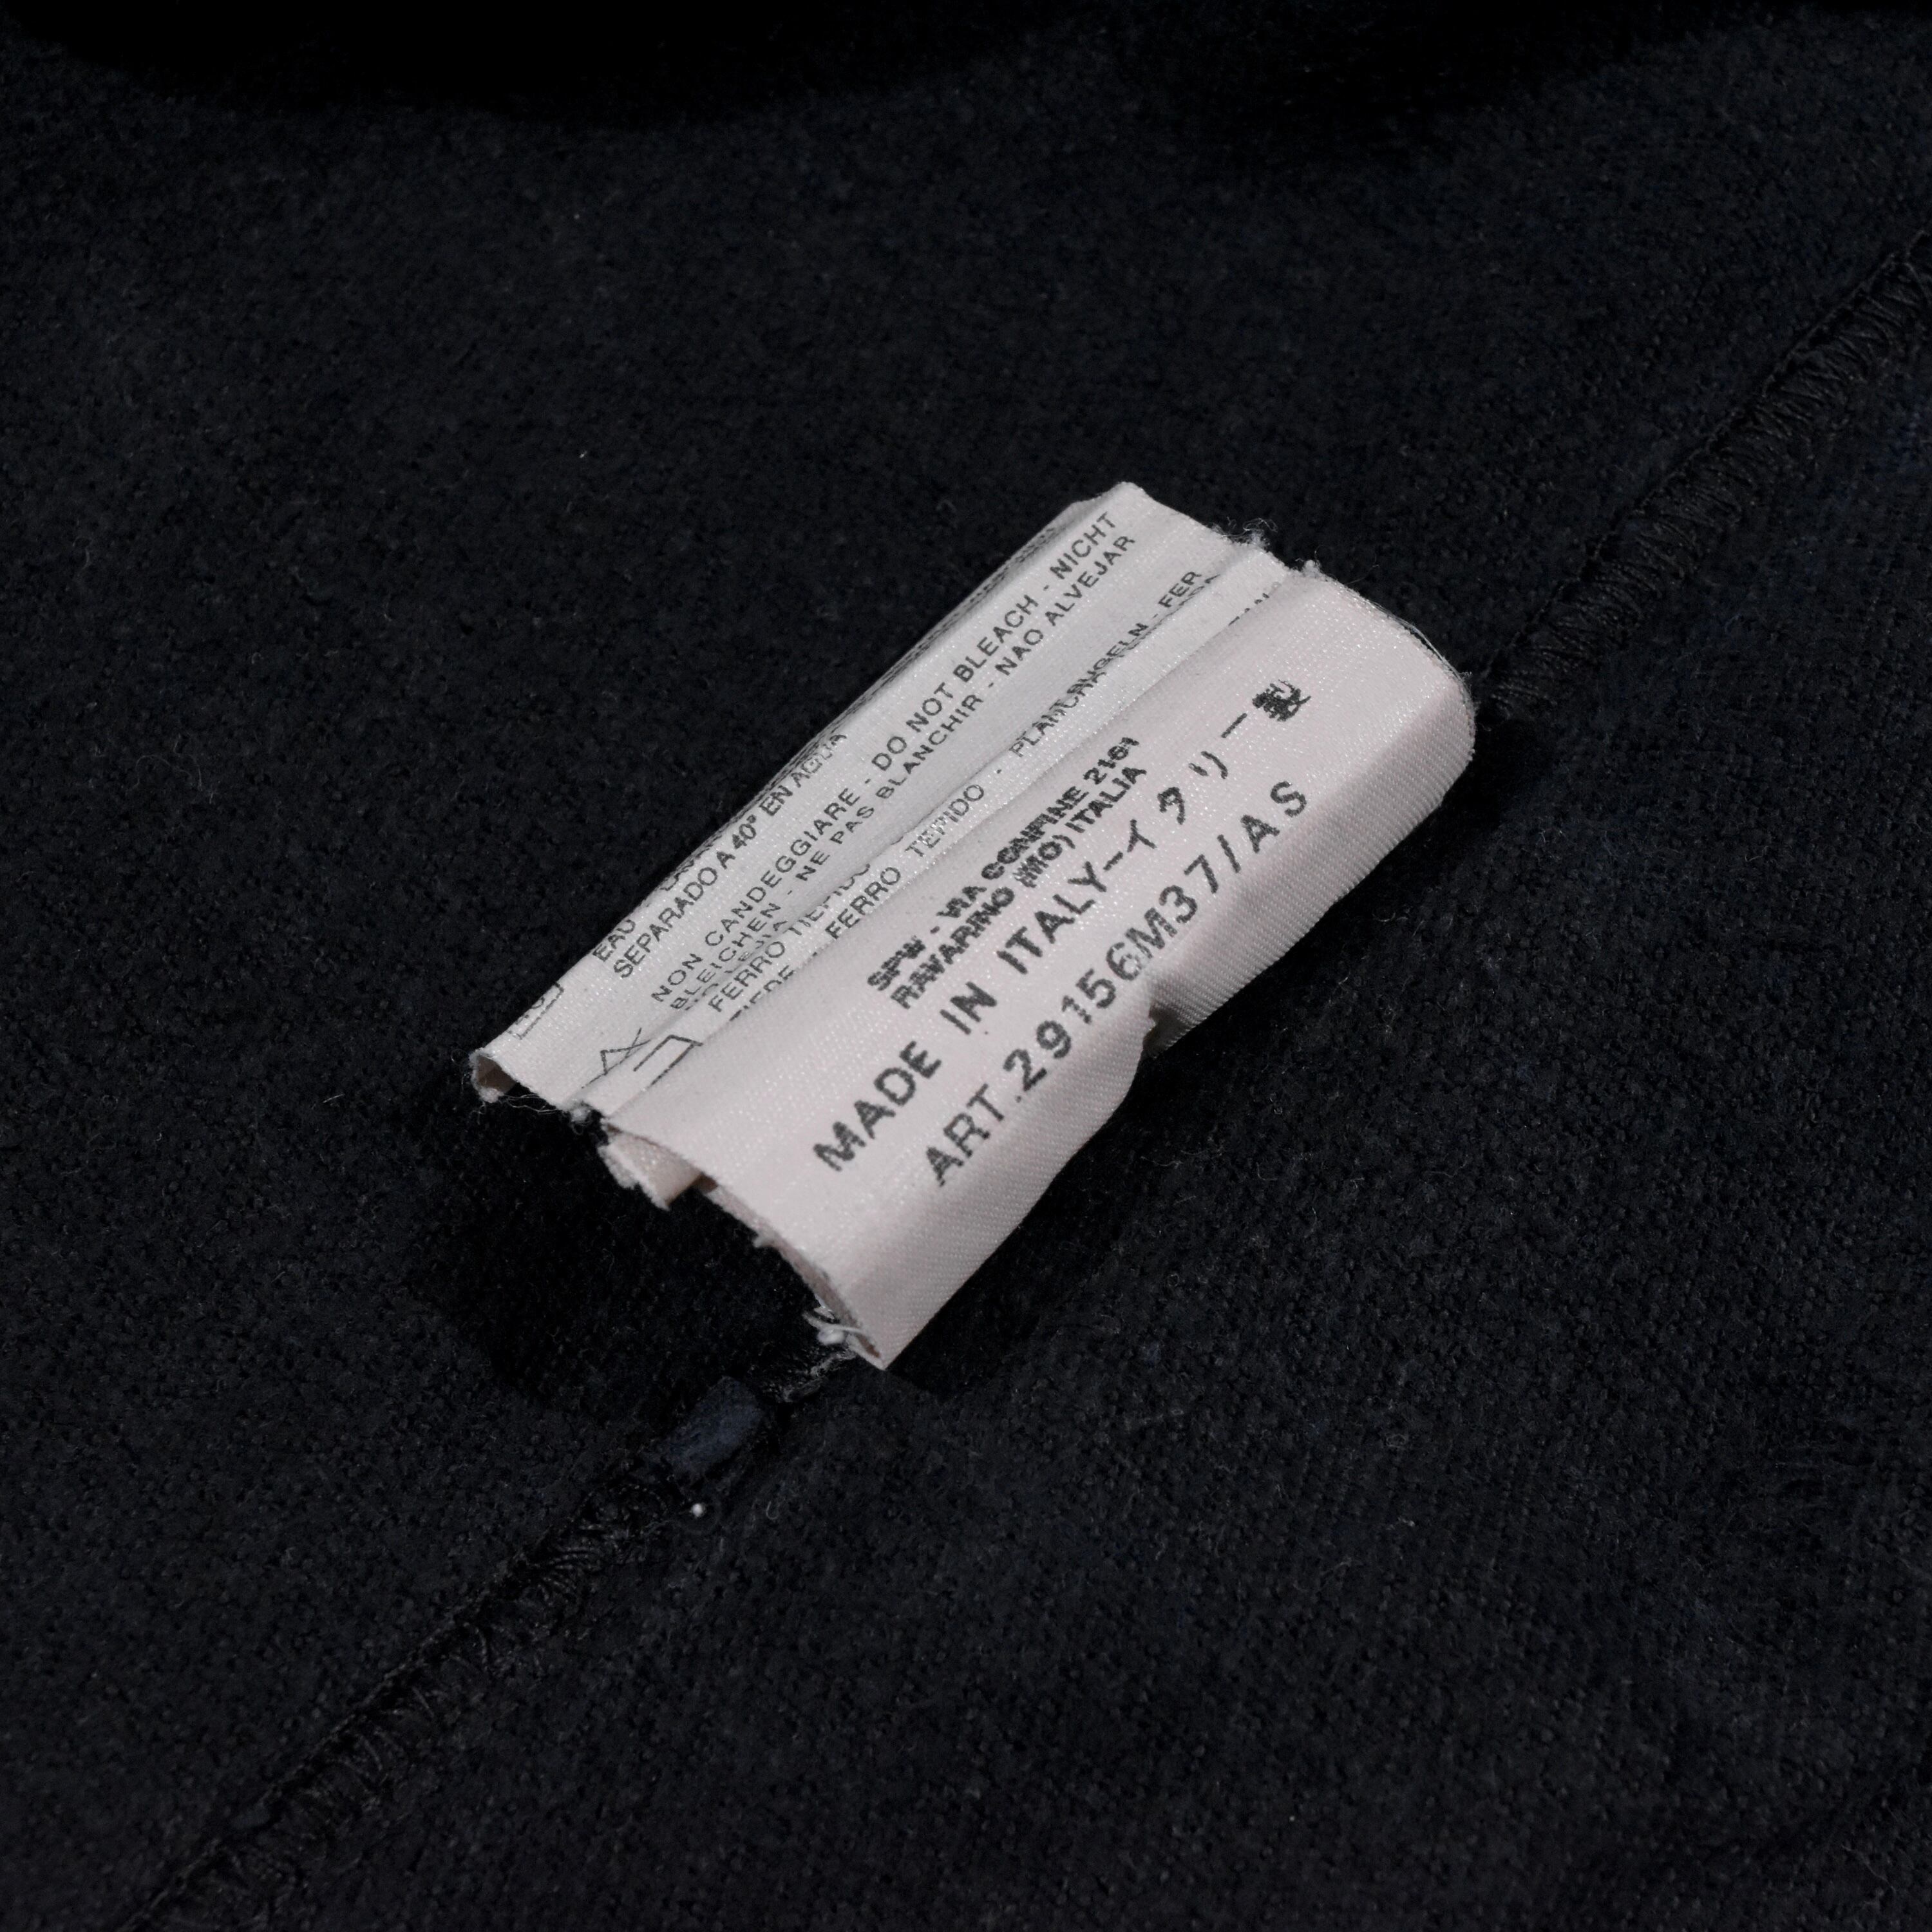 EAU
SEPARADO A 40° EN AGUA
NON CANDEGGIARE - DO NOT BLEACH - NICHT
BLEICHEN - NE PAS BLANCHIR - NAO ALVEJAR
FERRO TIEPIDO
FERRO TEPIDO
SPW - VIA CONFINE 2161
RAVARINO (MO) ITALIA
MADE IN ITALY-イタリー製
ART.29156M37/AS